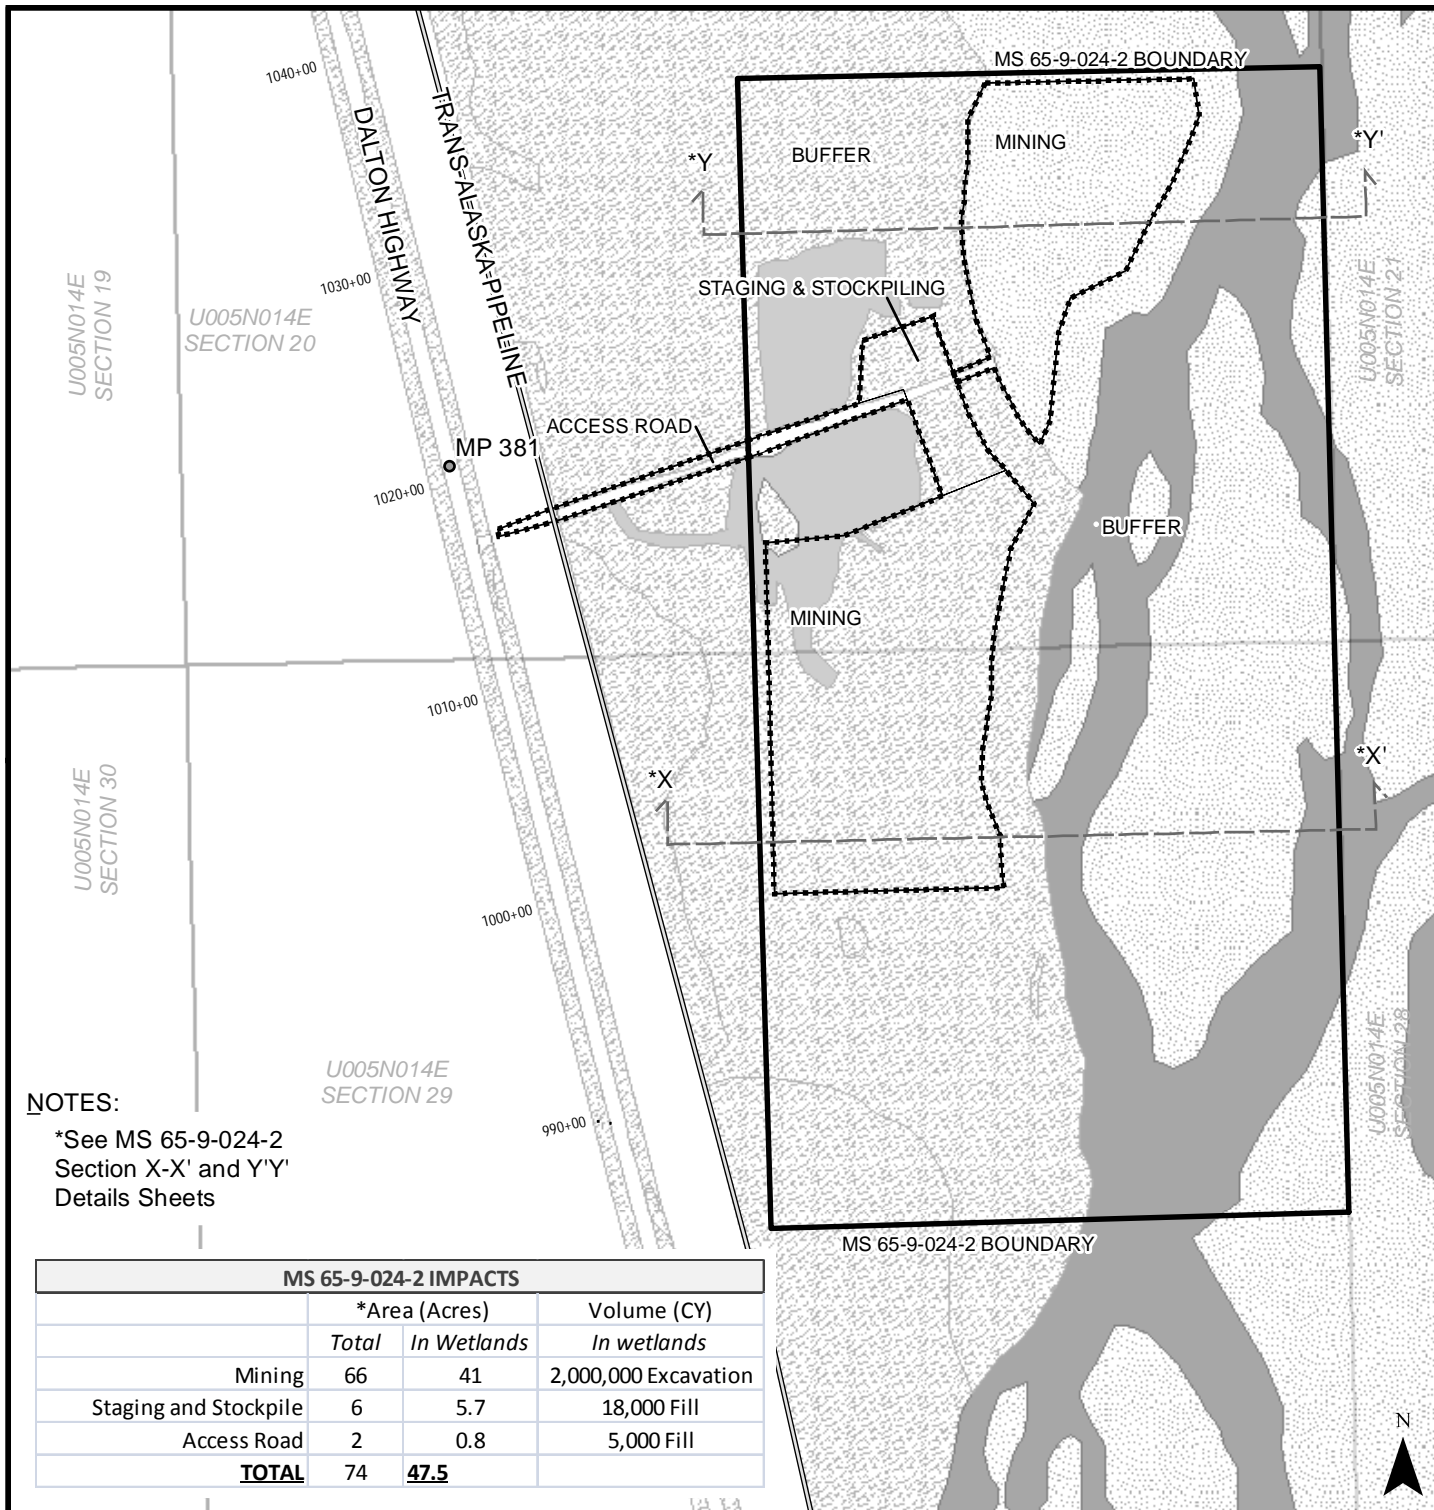 MS 65-9-024-2 BOUNDARY
1040+00
DALTON HIGHWAY
TRANS-ALASKA-PIPELINE
*Y
BUFFER
MINING
*Y'
STAGING & STOCKPILING
1030+00
U005N014E
SECTION 19
U005N014E
SECTION 20
U005N014E
SECTION 21
ACCESS ROAD
MP 381
1020+00
BUFFER
MINING
1010+00
*X
*X'
U005N014E
SECTION 30
1000+00
U005N014E
SECTION 29
U005N014E
SECTION 28
990+00
NOTES:
*See MS 65-9-024-2
Section X-X' and Y'Y'
Details Sheets
MS 65-9-024-2 BOUNDARY
MS 65-9-024-2 IMPACTS
*Area (Acres) Volume (CY)
Total In Wetlands In wetlands
Mining 66 41 2,000,000 Excavation
Staging and Stockpile 6 5.7 18,000 Fill
Access Road 2 0.8 5,000 Fill
TOTAL 74 47.5
N